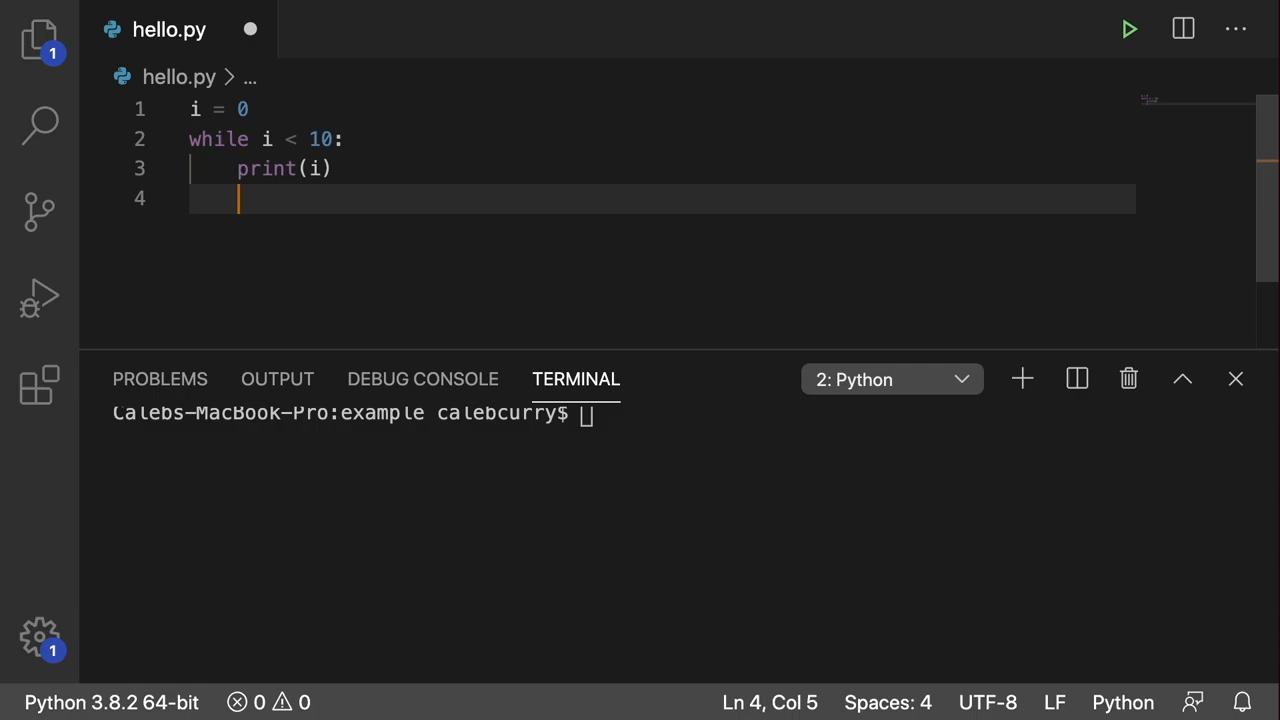 1
hello.py
hello.py > ...
1 i = 0
2 while i < 10:
3     print(i)
4
PROBLEMS OUTPUT DEBUG CONSOLE TERMINAL 2: Python
Calebs-MacBook-Pro:example calebcurry$
1
Python 3.8.2 64-bit 0 0 Ln 4, Col 5 Spaces: 4 UTF-8 LF Python